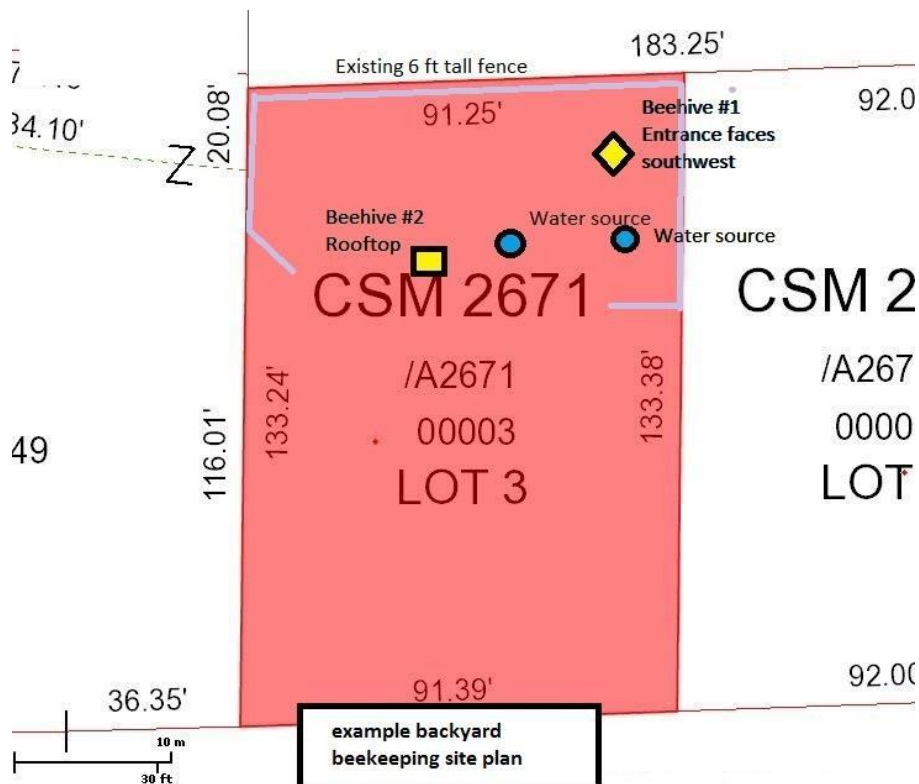 183.25'
Existing 6 ft tall fence
91.25'
92.0
34.10'
20.08'
Beehive #1
Entrance faces
southwest
Z
Beehive #2
Rooftop
Water source
Water source
CSM 2671
CSM 2
/A2671
/A267
00003
0000
LOT 3
LOT
49
116.01'
133.24'
133.38'
36.35'
91.39'
92.00
example backyard
beekeeping site plan
10 m
30 ft